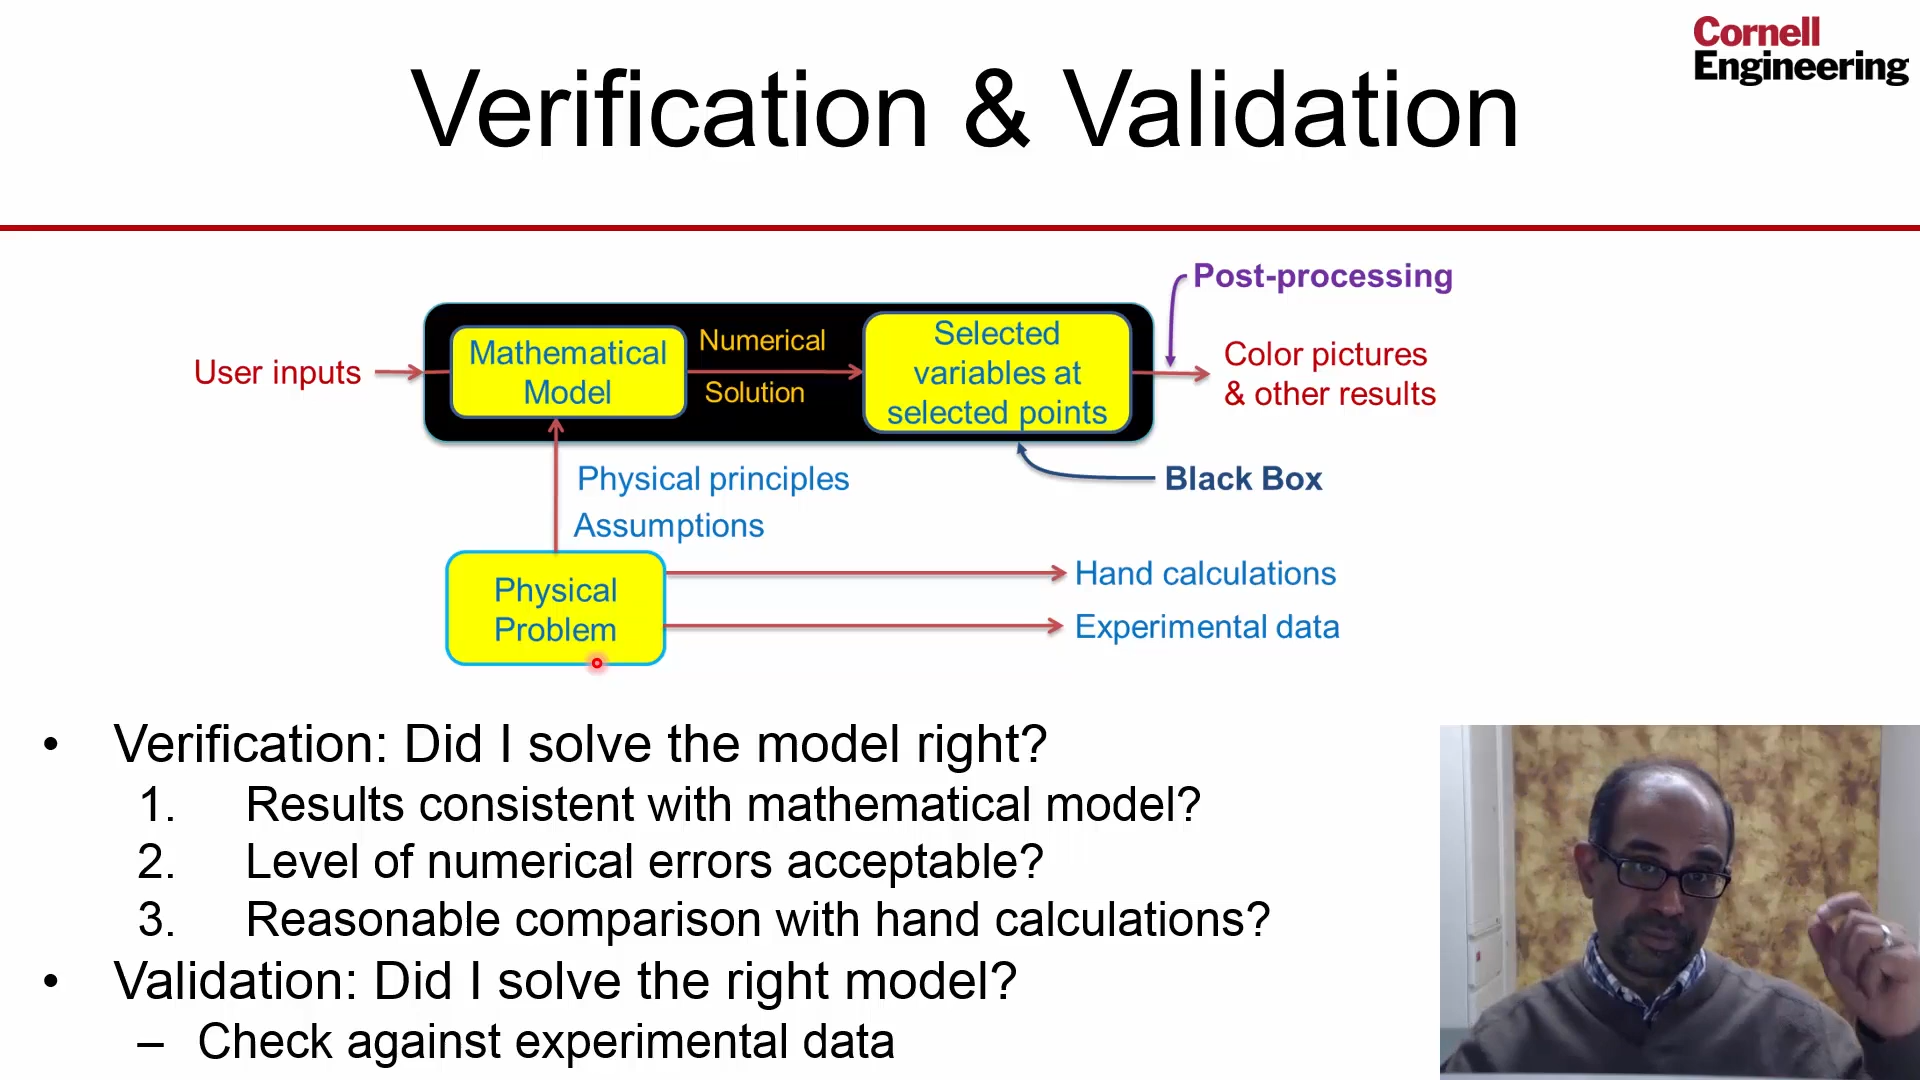 Cornell
Engineering
Verification & Validation
Post-processing
User inputs
Mathematical
Model
Numerical
Solution
Selected
variables at
selected points
Color pictures
& other results
Physical principles
Assumptions
Black Box
Physical
Problem
Hand calculations
Experimental data
• Verification: Did I solve the model right?
1. Results consistent with mathematical model?
2. Level of numerical errors acceptable?
3. Reasonable comparison with hand calculations?
• Validation: Did I solve the right model?
– Check against experimental data